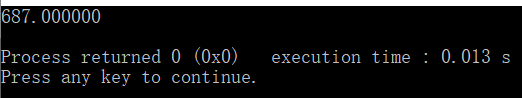 687.000000
Process returned 0 (0x0)   execution time : 0.013 s
Press any key to continue.